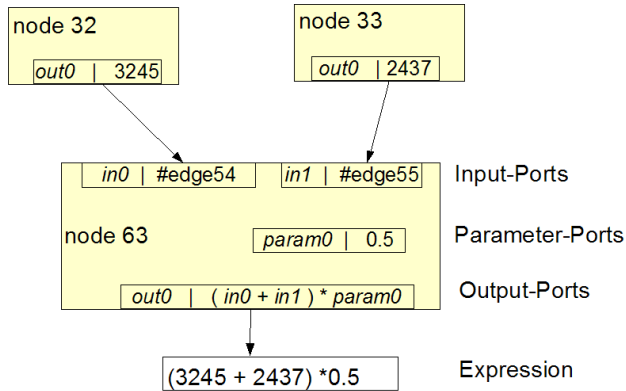 node 32
node 33
out0 | 3245
out0 | 2437
in0 | #edge54
in1 | #edge55
Input-Ports
node 63
param0 | 0.5
Parameter-Ports
out0 | ( in0 + in1 ) * param0
Output-Ports
(3245 + 2437) *0.5
Expression